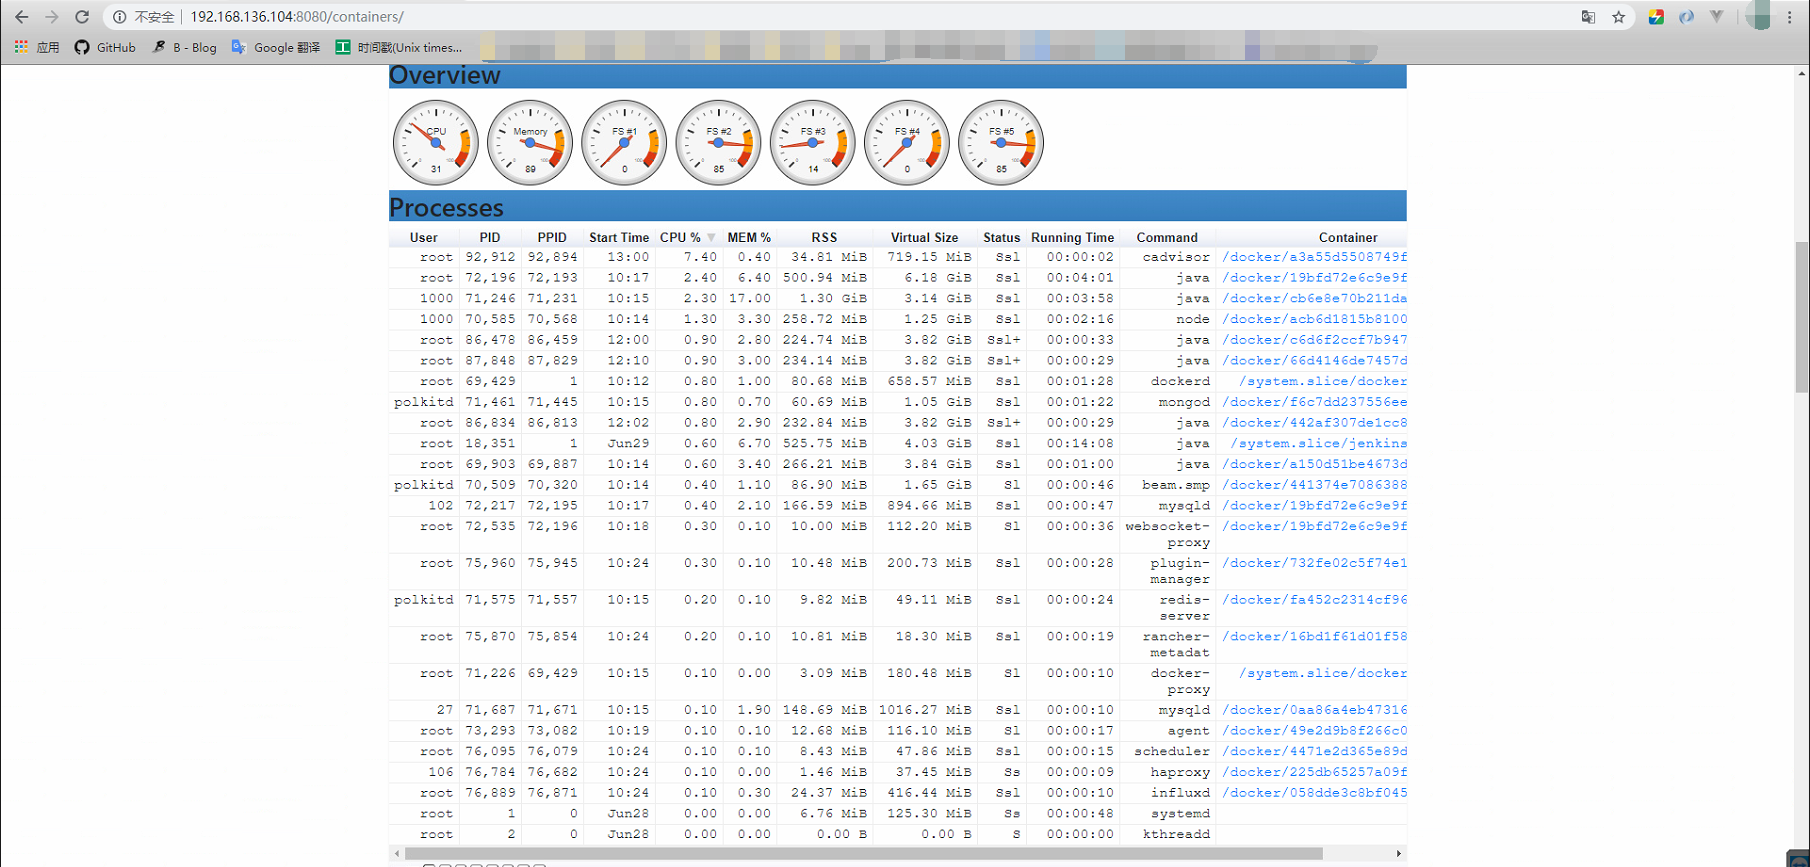 不安全 192.168.136.104:8080/containers/
应用 GitHub B - Blog Google 翻译 时间戳(Unix times...
Overview
CPU Memory FS #1 FS #2 FS #3 FS #4 FS #5
0 100 0 100 0 100 0 100 0 100 0 100 0 100
31 89 0 85 14 0 85
Processes
User PID PPID Start Time CPU % MEM % RSS Virtual Size Status Running Time Command Container
root 92,912 92,894 13:00 7.40 0.40 34.81 MiB 719.15 MiB Ssl 00:00:02 cadvisor /docker/a3a55d5508749f
root 72,196 72,193 10:17 2.40 6.40 500.94 MiB 6.18 GiB Ssl 00:04:01 java /docker/19bfd72e6c9e9f
1000 71,246 71,231 10:15 2.30 17.00 1.30 GiB 3.14 GiB Ssl 00:03:58 java /docker/cb6e8e70b211da
1000 70,585 70,568 10:14 1.30 3.30 258.72 MiB 1.25 GiB Ssl 00:02:16 node /docker/acb6d1815b8100
root 86,478 86,459 12:00 0.90 2.80 224.74 MiB 3.82 GiB Ssl+ 00:00:33 java /docker/c6d6f2ccf7b947
root 87,848 87,829 12:10 0.90 3.00 234.14 MiB 3.82 GiB Ssl+ 00:00:29 java /docker/66d4146de7457d
root 69,429 1 10:12 0.80 1.00 80.68 MiB 658.57 MiB Ssl 00:01:28 dockerd /system.slice/docker
polkitd 71,461 71,445 10:15 0.80 0.70 60.69 MiB 1.05 GiB Ssl 00:01:22 mongod /docker/f6c7dd237556ee
root 86,834 86,813 12:02 0.80 2.90 232.84 MiB 3.82 GiB Ssl+ 00:00:29 java /docker/442af307de1cc8
root 18,351 1 Jun29 0.60 6.70 525.75 MiB 4.03 GiB Ssl 00:14:08 java /system.slice/jenkins
root 69,903 69,887 10:14 0.60 3.40 266.21 MiB 3.84 GiB Ssl 00:01:00 java /docker/a150d51be4673d
polkitd 70,509 70,320 10:14 0.40 1.10 86.90 MiB 1.65 GiB Sl 00:00:46 beam.smp /docker/441374e7086388
102 72,217 72,195 10:17 0.40 2.10 166.59 MiB 894.66 MiB Ssl 00:00:47 mysqld /docker/19bfd72e6c9e9f
root 72,535 72,196 10:18 0.30 0.10 10.00 MiB 112.20 MiB Sl 00:00:36 websocket- /docker/19bfd72e6c9e9f
proxy
root 75,960 75,945 10:24 0.30 0.10 10.48 MiB 200.73 MiB Ssl 00:00:28 plugin- /docker/732fe02c5f74e1
manager
polkitd 71,575 71,557 10:15 0.20 0.10 9.82 MiB 49.11 MiB Ssl 00:00:24 redis- /docker/fa452c2314cf96
server
root 75,870 75,854 10:24 0.20 0.10 10.81 MiB 18.30 MiB Ssl 00:00:19 rancher- /docker/16bd1f61d01f58
metadat
root 71,226 69,429 10:15 0.10 0.00 3.09 MiB 180.48 MiB Sl 00:00:10 docker- /system.slice/docker
proxy
27 71,687 71,671 10:15 0.10 1.90 148.69 MiB 1016.27 MiB Ssl 00:00:10 mysqld /docker/0aa86a4eb47316
root 73,293 73,082 10:19 0.10 0.10 12.68 MiB 116.10 MiB Sl 00:00:17 agent /docker/49e2d9b8f266c0
root 76,095 76,079 10:24 0.10 0.10 8.43 MiB 47.86 MiB Ssl 00:00:15 scheduler /docker/4471e2d365e89d
106 76,784 76,682 10:24 0.10 0.00 1.46 MiB 37.45 MiB Ss 00:00:09 haproxy /docker/225db65257a09f
root 76,889 76,871 10:24 0.10 0.30 24.37 MiB 416.44 MiB Ssl 00:00:10 influxd /docker/058dde3c8bf045
root 1 0 Jun28 0.00 0.00 6.76 MiB 125.30 MiB Ss 00:00:48 systemd
root 2 0 Jun28 0.00 0.00 0.00 B 0.00 B S 00:00:00 kthreadd